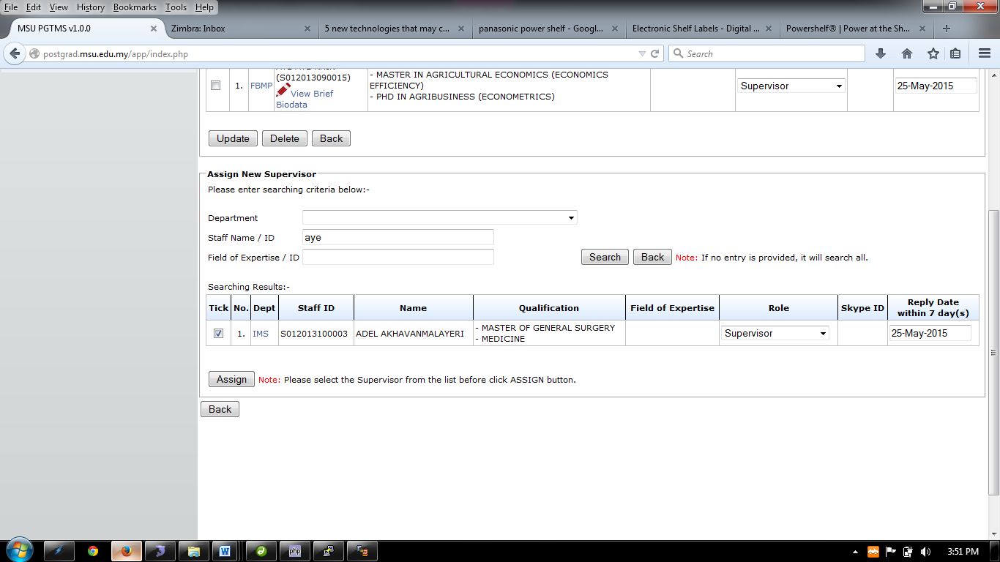 File Edit View History Bookmarks Tools Help
MSU PGTMS v1.0.0
Zimbra: Inbox
5 new technologies that may c...
panasonic power shelf - Googl...
Electronic Shelf Labels - Digital ...
Powershelf® | Power at the Sh...
postgrad.msu.edu.my/app/index.php
Search
(S012013090015)
View Brief
Biodata
1.
FBMP
- MASTER IN AGRICULTURAL ECONOMICS (ECONOMICS
EFFICIENCY)
- PHD IN AGRIBUSINESS (ECONOMETRICS)
Supervisor
25-May-2015
Update Delete Back
Assign New Supervisor
Please enter searching criteria below:-
Department
Staff Name / ID aye
Field of Expertise / ID
Search Back Note: If no entry is provided, it will search all.
Searching Results:-
Tick No. Dept Staff ID Name Qualification Field of Expertise Role Skype ID Reply Date
within 7 day(s)
1. IMS S012013100003 ADEL AKHAVANMALAYERI - MASTER OF GENERAL SURGERY
- MEDICINE
Supervisor 25-May-2015
Assign Note: Please select the Supervisor from the list before click ASSIGN button.
Back
php
3:51 PM